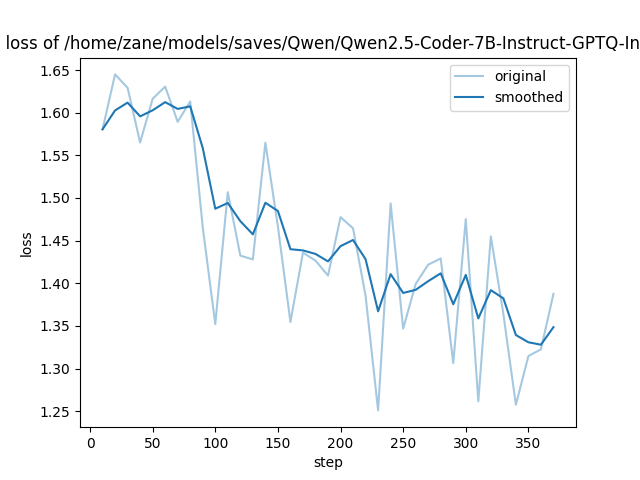 loss of /home/zane/models/saves/Qwen/Qwen2.5-Coder-7B-Instruct-GPTQ-In
original
smoothed
1.65
1.60
1.55
1.50
1.45
1.40
1.35
1.30
1.25
loss
0 50 100 150 200 250 300 350
step